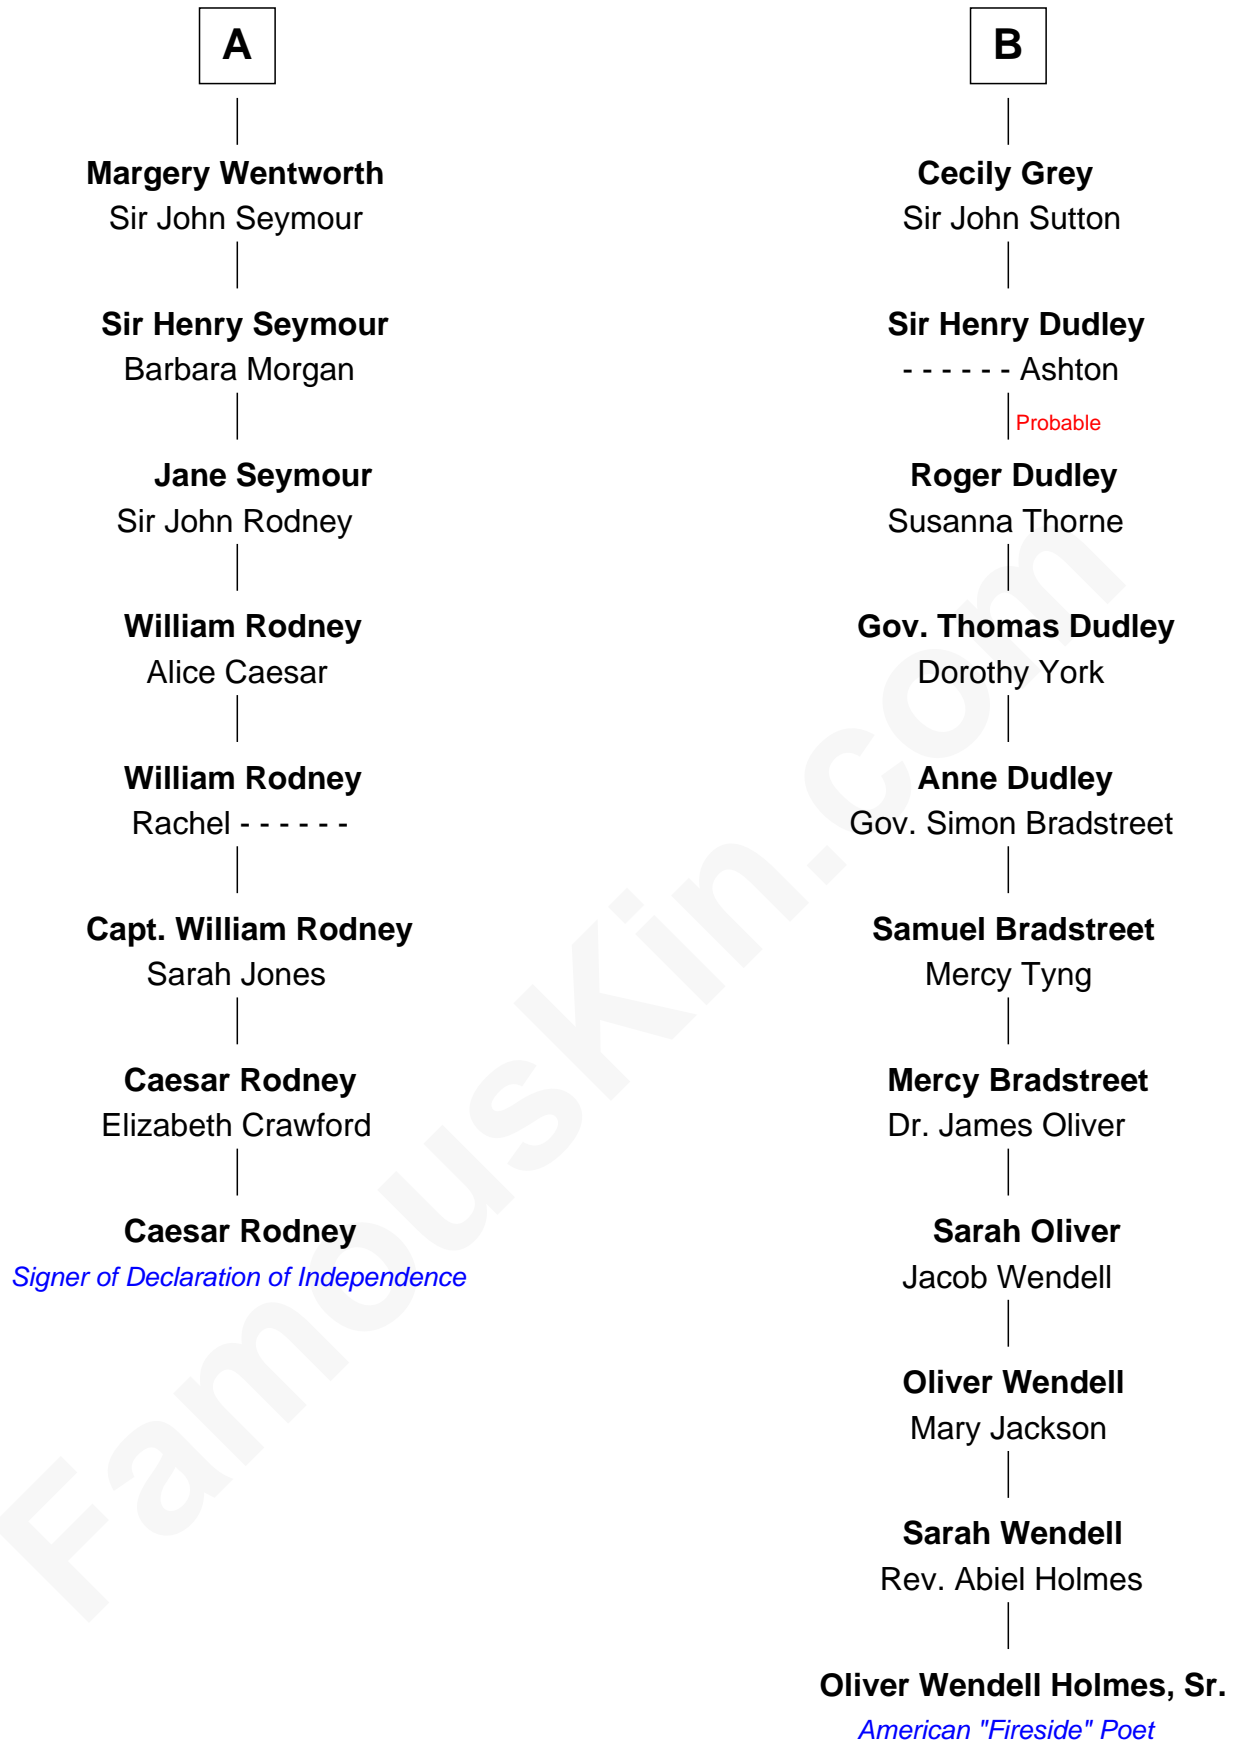 A
Margery Wentworth
Sir John Seymour
Sir Henry Seymour
Barbara Morgan
Jane Seymour
Sir John Rodney
William Rodney
Alice Caesar
William Rodney
Rachel - - - - - -
Capt. William Rodney
Sarah Jones
Caesar Rodney
Elizabeth Crawford
Caesar Rodney
Signer of Declaration of Independence
B
Cecily Grey
Sir John Sutton
Sir Henry Dudley
- - - - - - Ashton
Probable
Roger Dudley
Susanna Thorne
Gov. Thomas Dudley
Dorothy York
Anne Dudley
Gov. Simon Bradstreet
Samuel Bradstreet
Mercy Tyng
Mercy Bradstreet
Dr. James Oliver
Sarah Oliver
Jacob Wendell
Oliver Wendell
Mary Jackson
Sarah Wendell
Rev. Abiel Holmes
Oliver Wendell Holmes, Sr.
American "Fireside" Poet
FamousKin.com